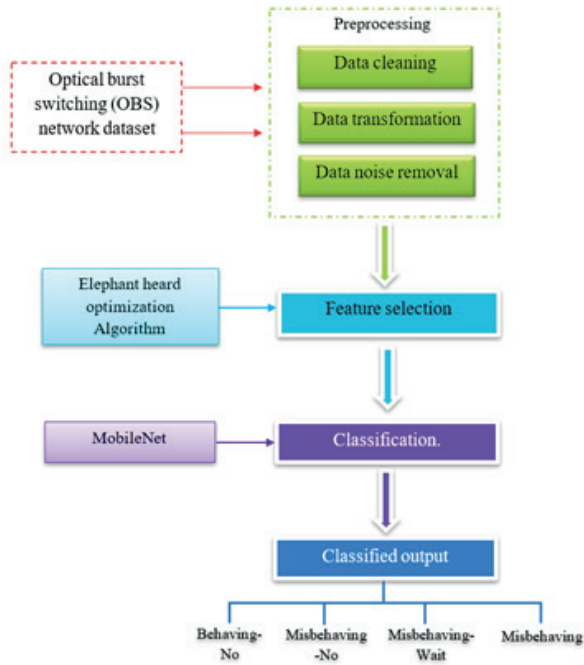 Preprocessing
Optical burst
switching (OBS)
network dataset
Data cleaning
Data transformation
Data noise removal
Elephant heard
optimization
Algorithm
Feature selection
MobileNet
Classification.
Classified output
Behaving-
No
Misbehaving
-No
Misbehaving-
Wait
Misbehaving